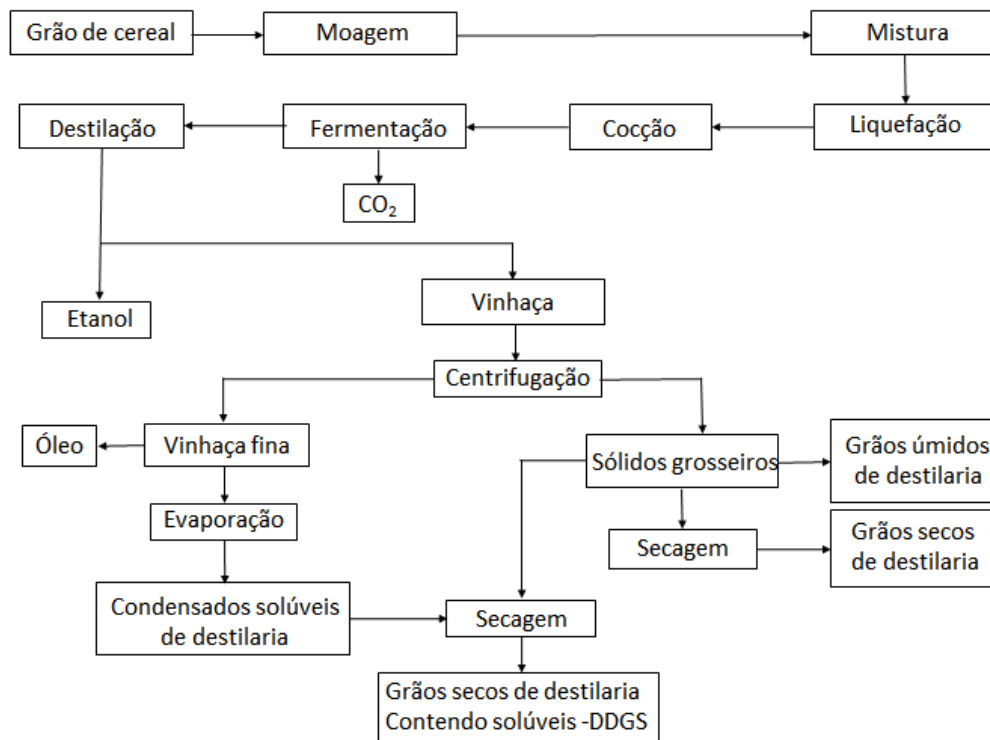 Grão de cereal
Moagem
Mistura
Destilação
Fermentação
Cocção
Liquefação
CO₂
Etanol
Vinhaça
Centrifugação
Óleo
Vinhaça fina
Sólidos grosseiros
Grãos úmidos
de destilaria
Evaporação
Secagem
Grãos secos
de destilaria
Condensados solúveis
de destilaria
Secagem
Grãos secos de destilaria
Contendo solúveis -DDGS